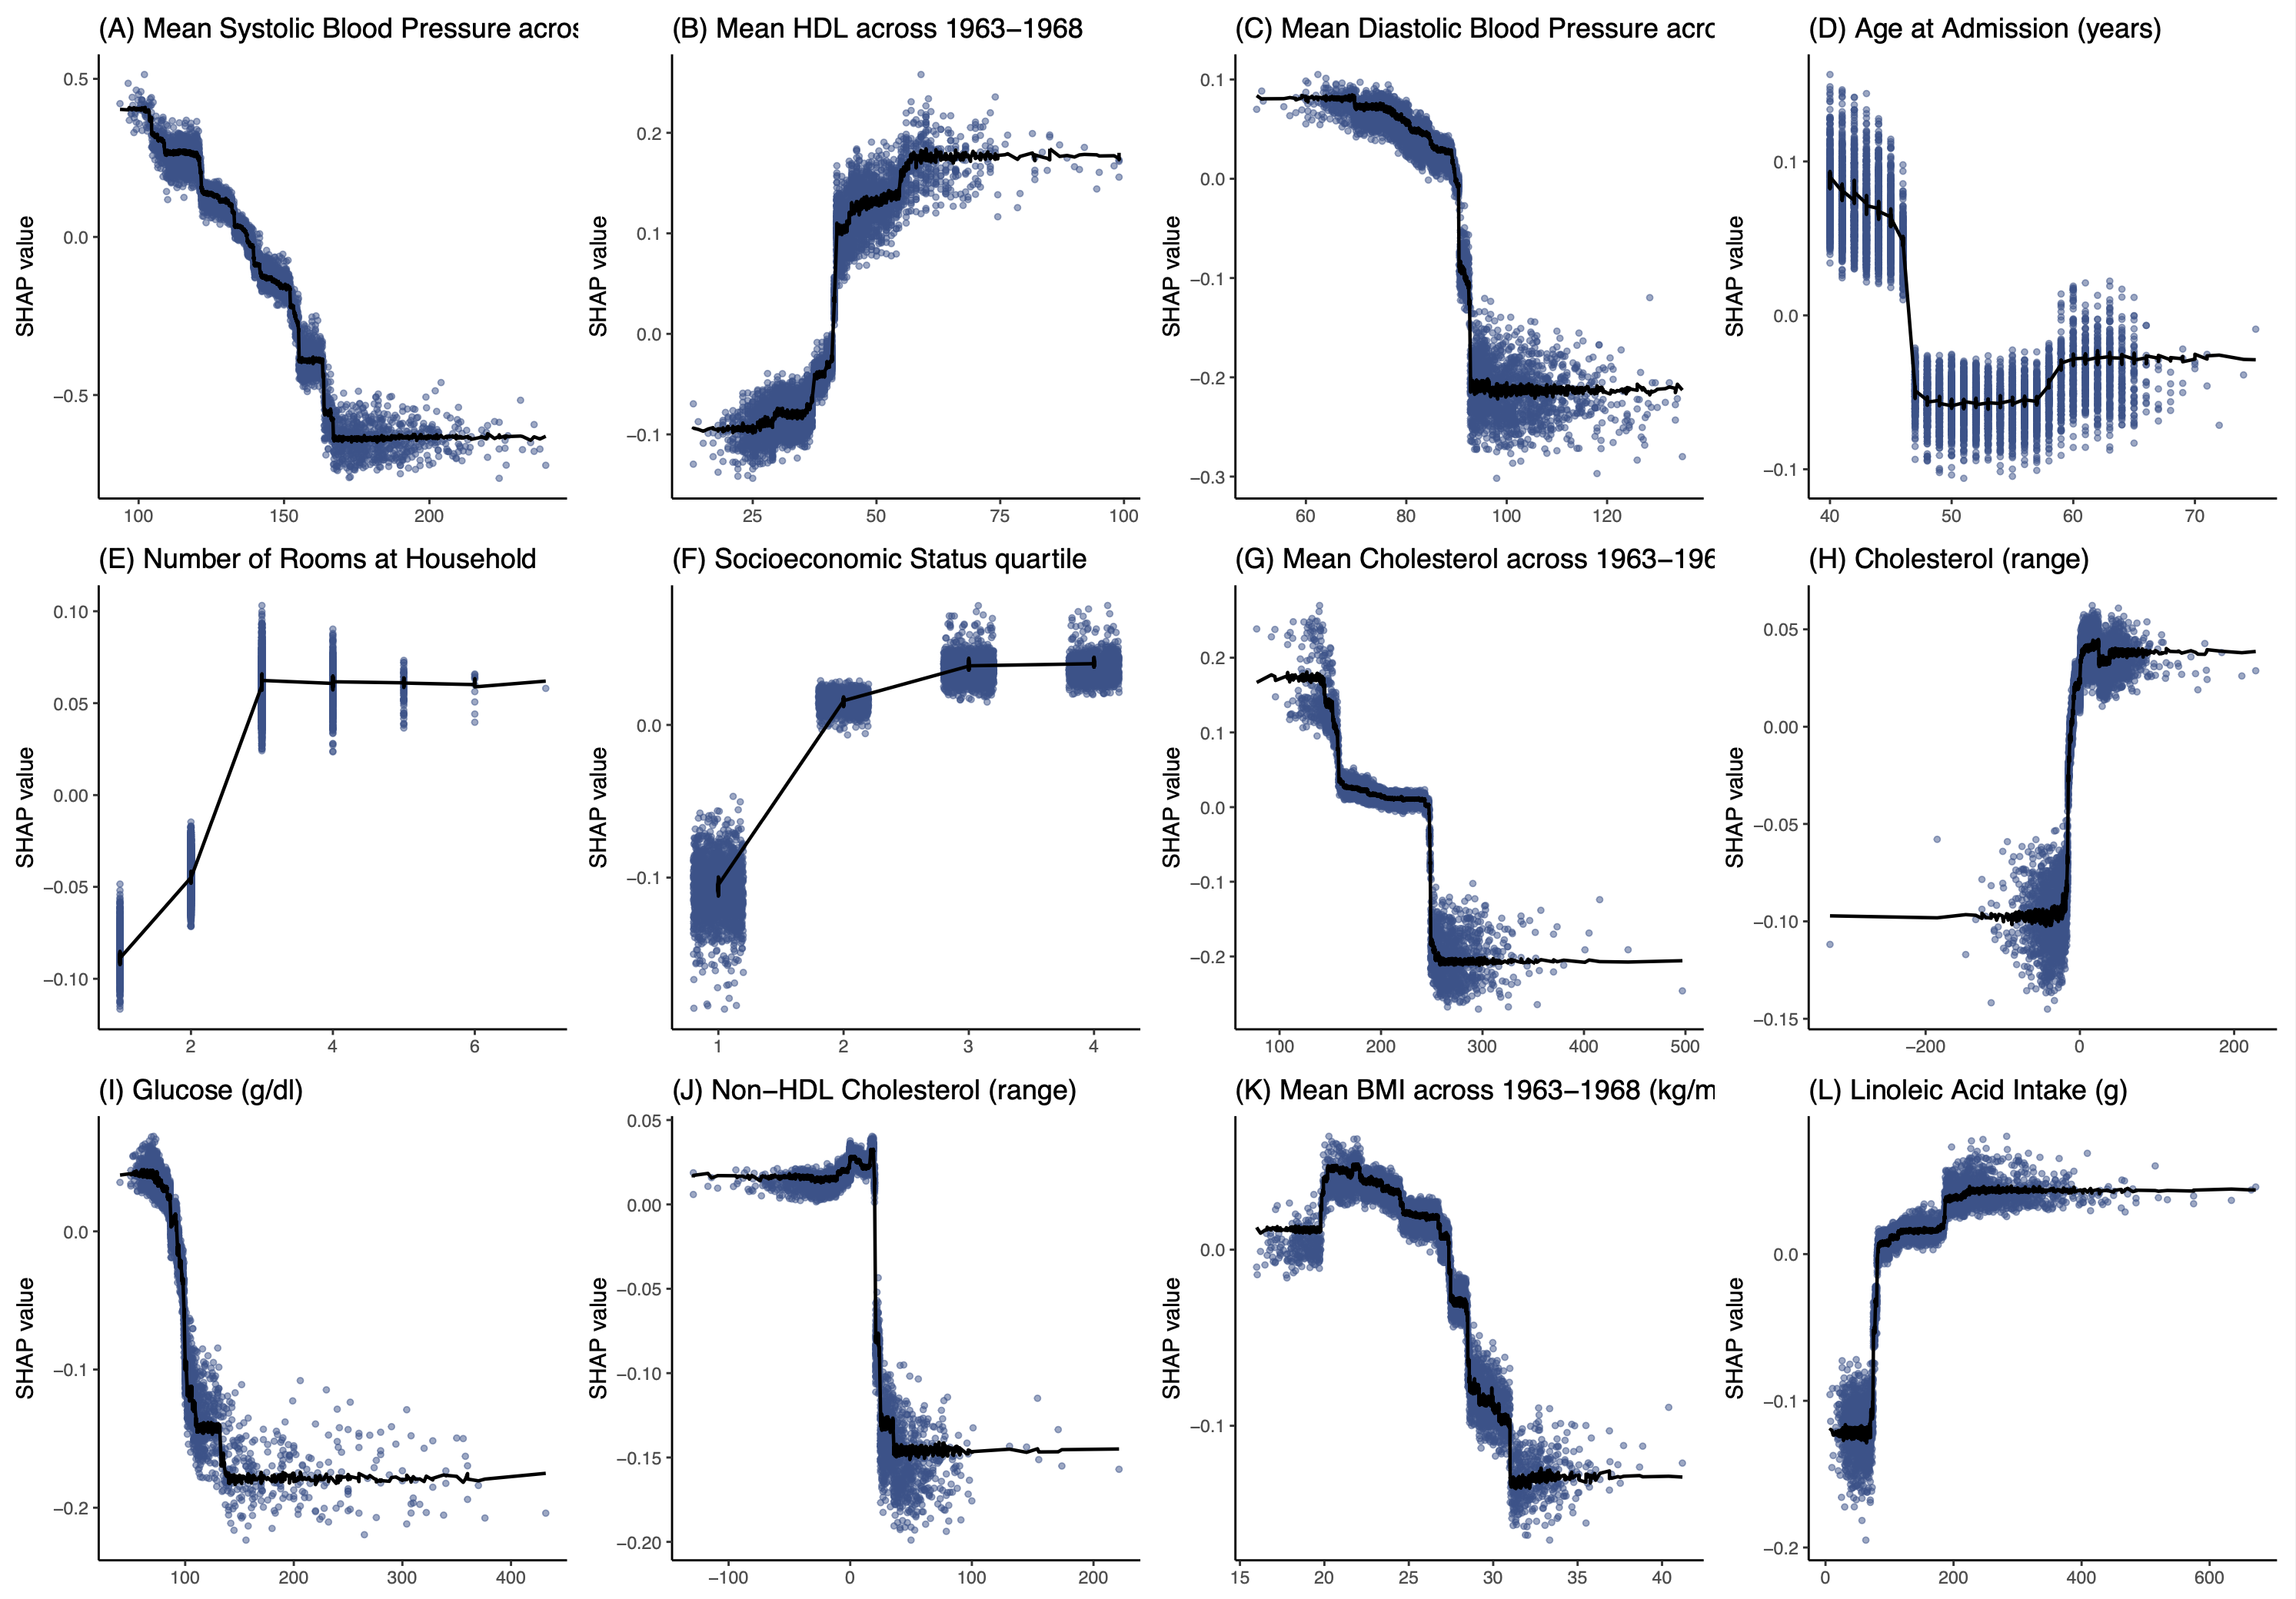 (A) Mean Systolic Blood Pressure acros
(B) Mean HDL across 1963–1968
(C) Mean Diastolic Blood Pressure acro
(D) Age at Admission (years)
SHAP value
0.5
0.0
−0.5
100 150 200
SHAP value
0.2
0.1
0.0
−0.1
25 50 75 100
SHAP value
0.1
0.0
−0.1
−0.2
−0.3
60 80 100 120
SHAP value
0.1
0.0
−0.1
40 50 60 70
(E) Number of Rooms at Household
(F) Socioeconomic Status quartile
(G) Mean Cholesterol across 1963−196
(H) Cholesterol (range)
SHAP value
0.10
0.05
0.00
−0.05
−0.10
2 4 6
SHAP value
0.0
−0.1
1 2 3 4
SHAP value
0.2
0.1
0.0
−0.1
−0.2
100 200 300 400 500
SHAP value
0.05
0.00
−0.05
−0.10
−0.15
−200 0 200
(I) Glucose (g/dl)
(J) Non−HDL Cholesterol (range)
(K) Mean BMI across 1963−1968 (kg/m
(L) Linoleic Acid Intake (g)
SHAP value
0.0
−0.1
−0.2
100 200 300 400
SHAP value
0.05
0.00
−0.05
−0.10
−0.15
−0.20
−100 0 100 200
SHAP value
0.0
−0.1
15 20 25 30 35 40
SHAP value
0.0
−0.1
−0.2
0 200 400 600